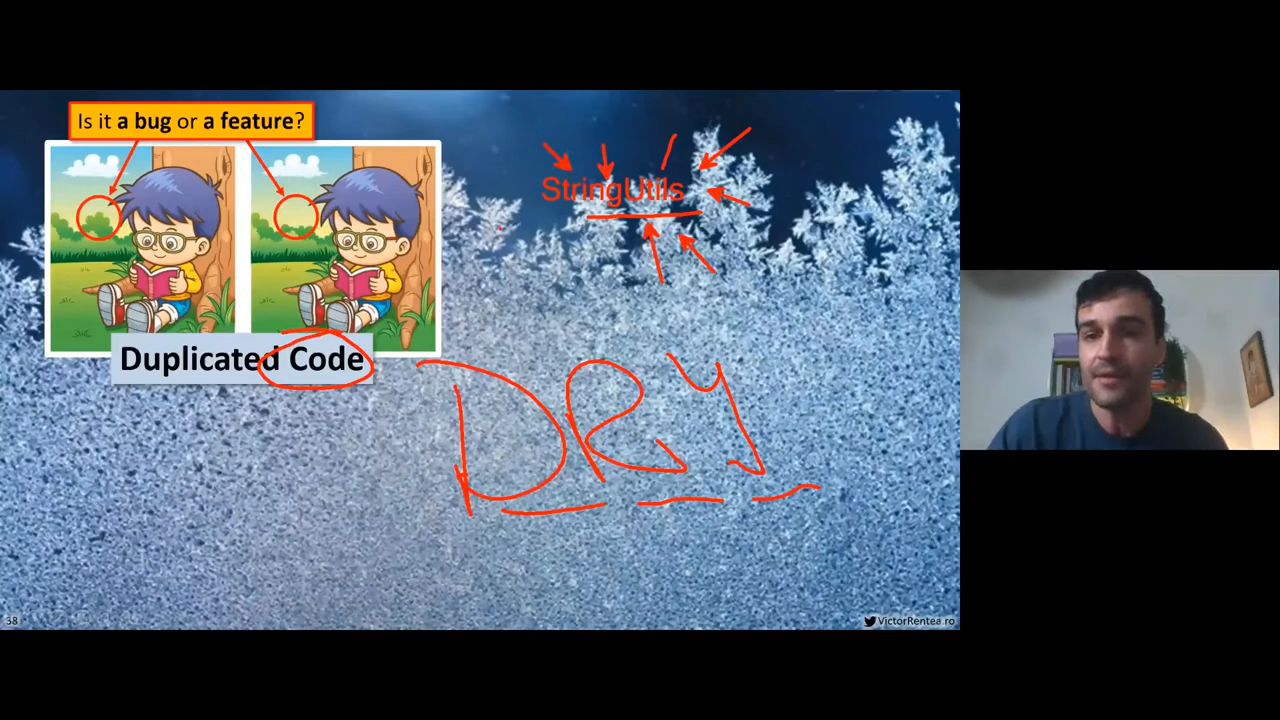 Is it a bug or a feature?
StringUtils
Duplicated Code
DRY
38
VictorRentea.ro